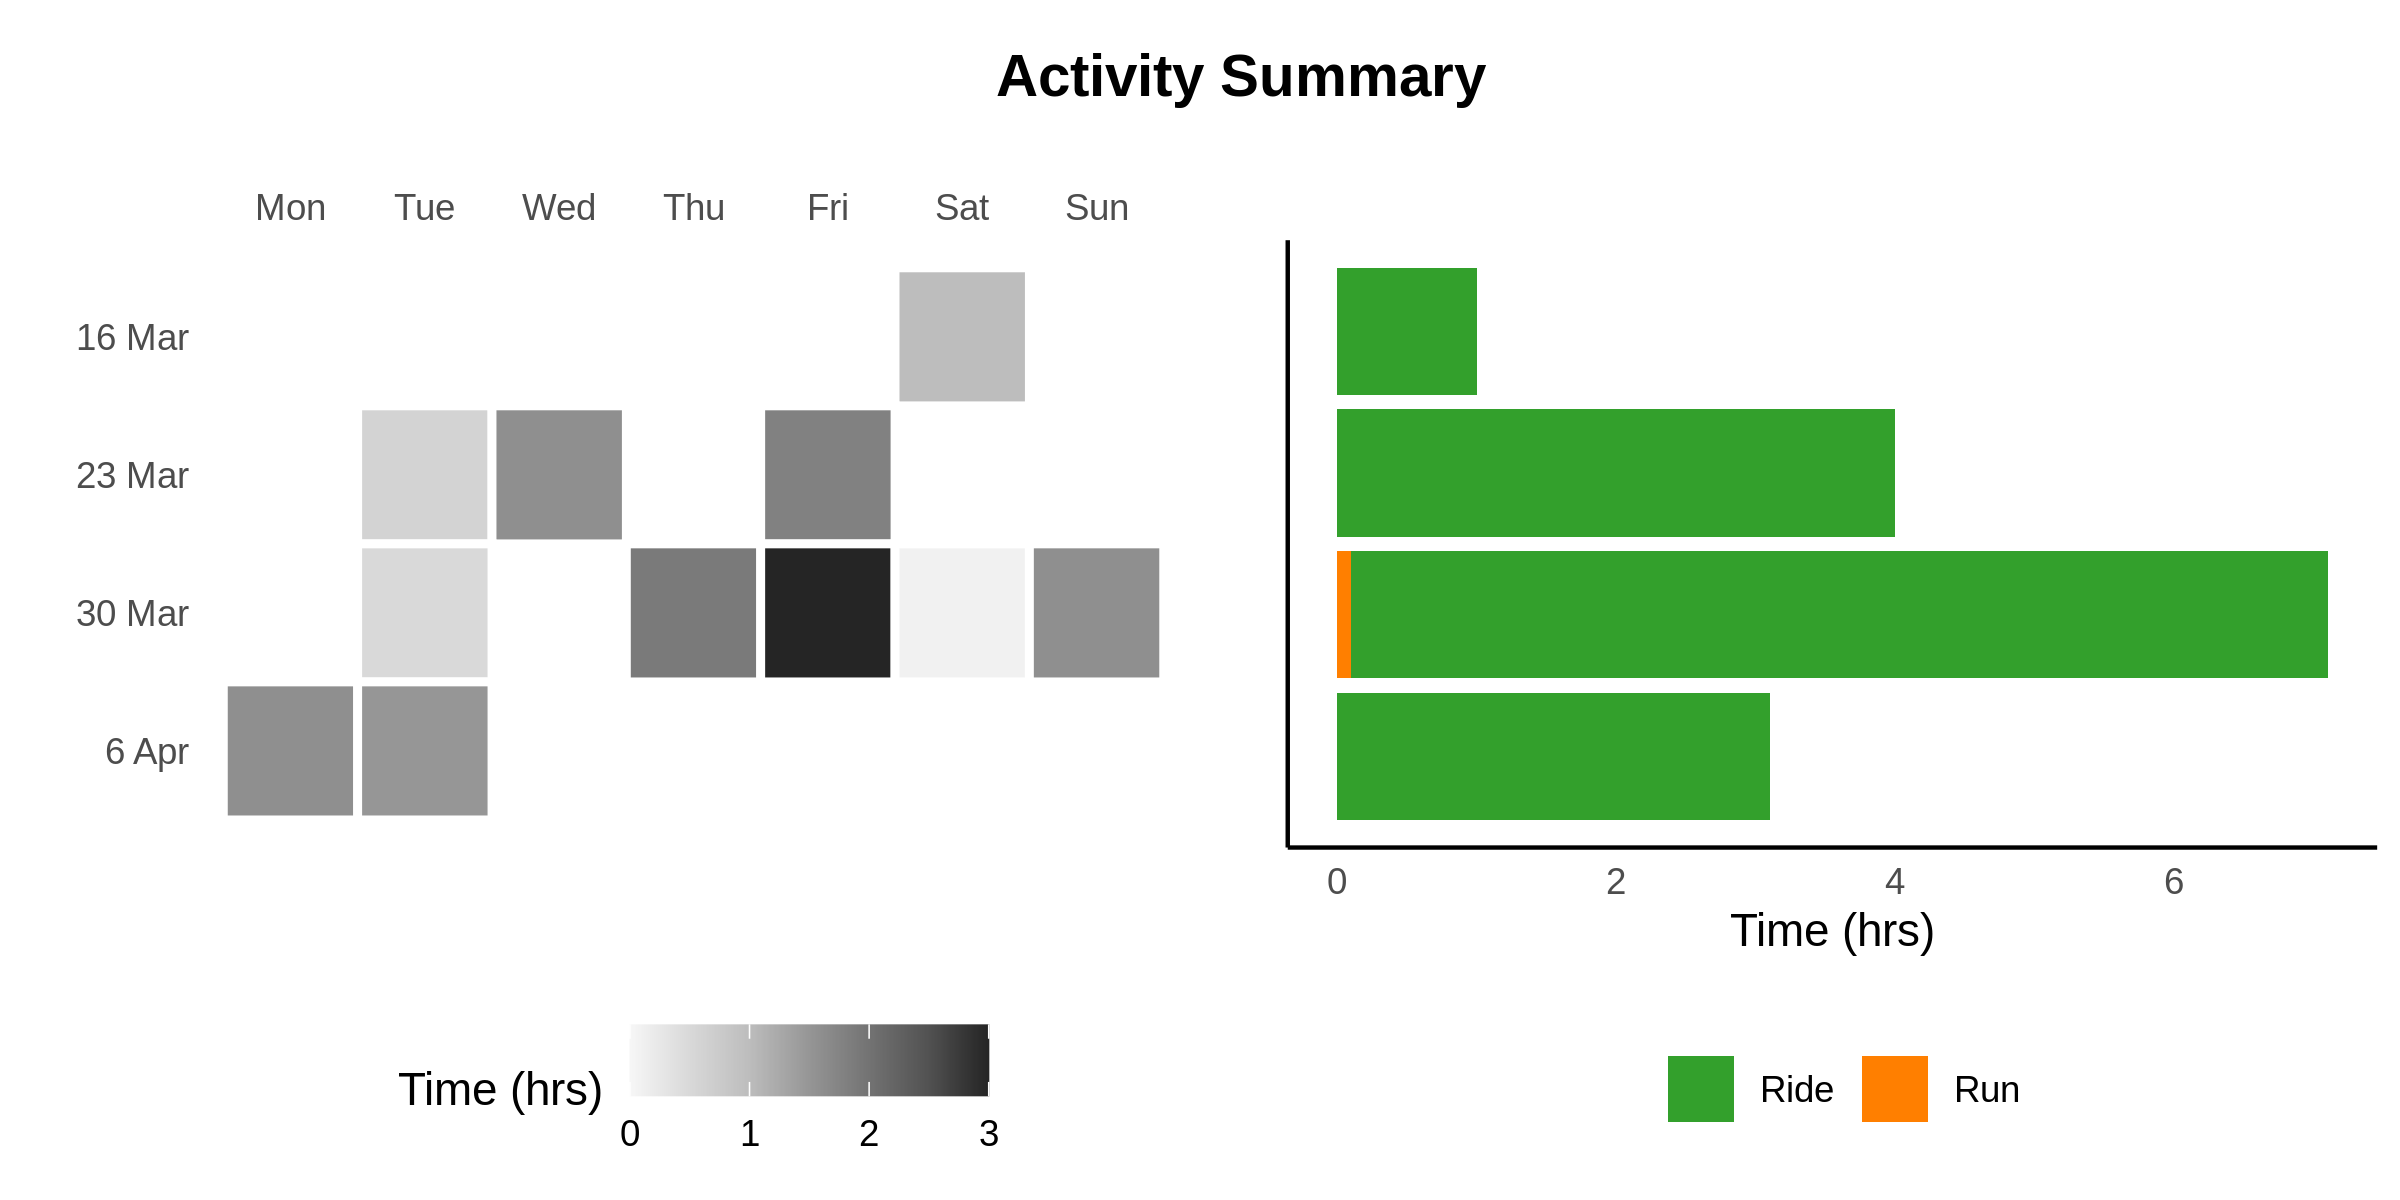 Activity Summary
Mon Tue Wed Thu Fri Sat Sun
16 Mar
23 Mar
30 Mar
6 Apr
0 2 4 6
Time (hrs)
Time (hrs)
0 1 2 3
Ride Run